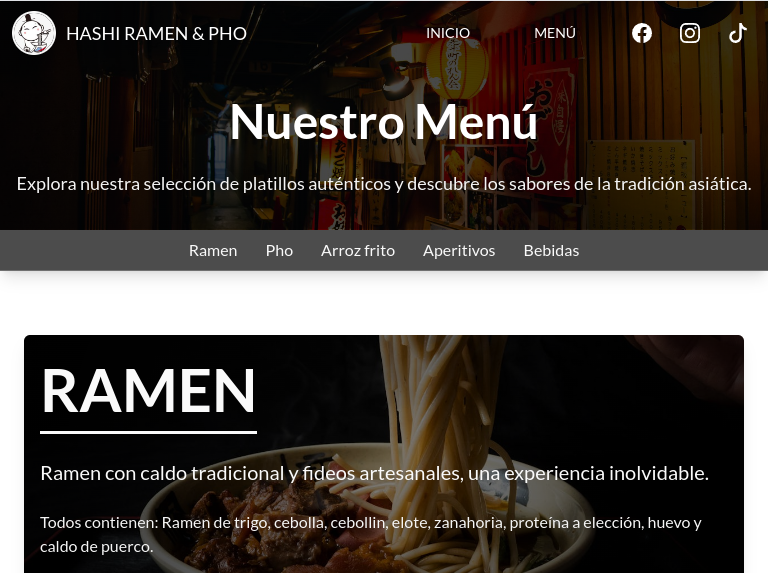 HASHI RAMEN & PHO
INICIO
MENÚ
Nuestro Menú
Explora nuestra selección de platillos auténticos y descubre los sabores de la tradición asiática.
Ramen
Pho
Arroz frito
Aperitivos
Bebidas
RAMEN
Ramen con caldo tradicional y fideos artesanales, una experiencia inolvidable.
Todos contienen: Ramen de trigo, cebolla, cebollin, elote, zanahoria, proteína a elección, huevo y
caldo de puerco.